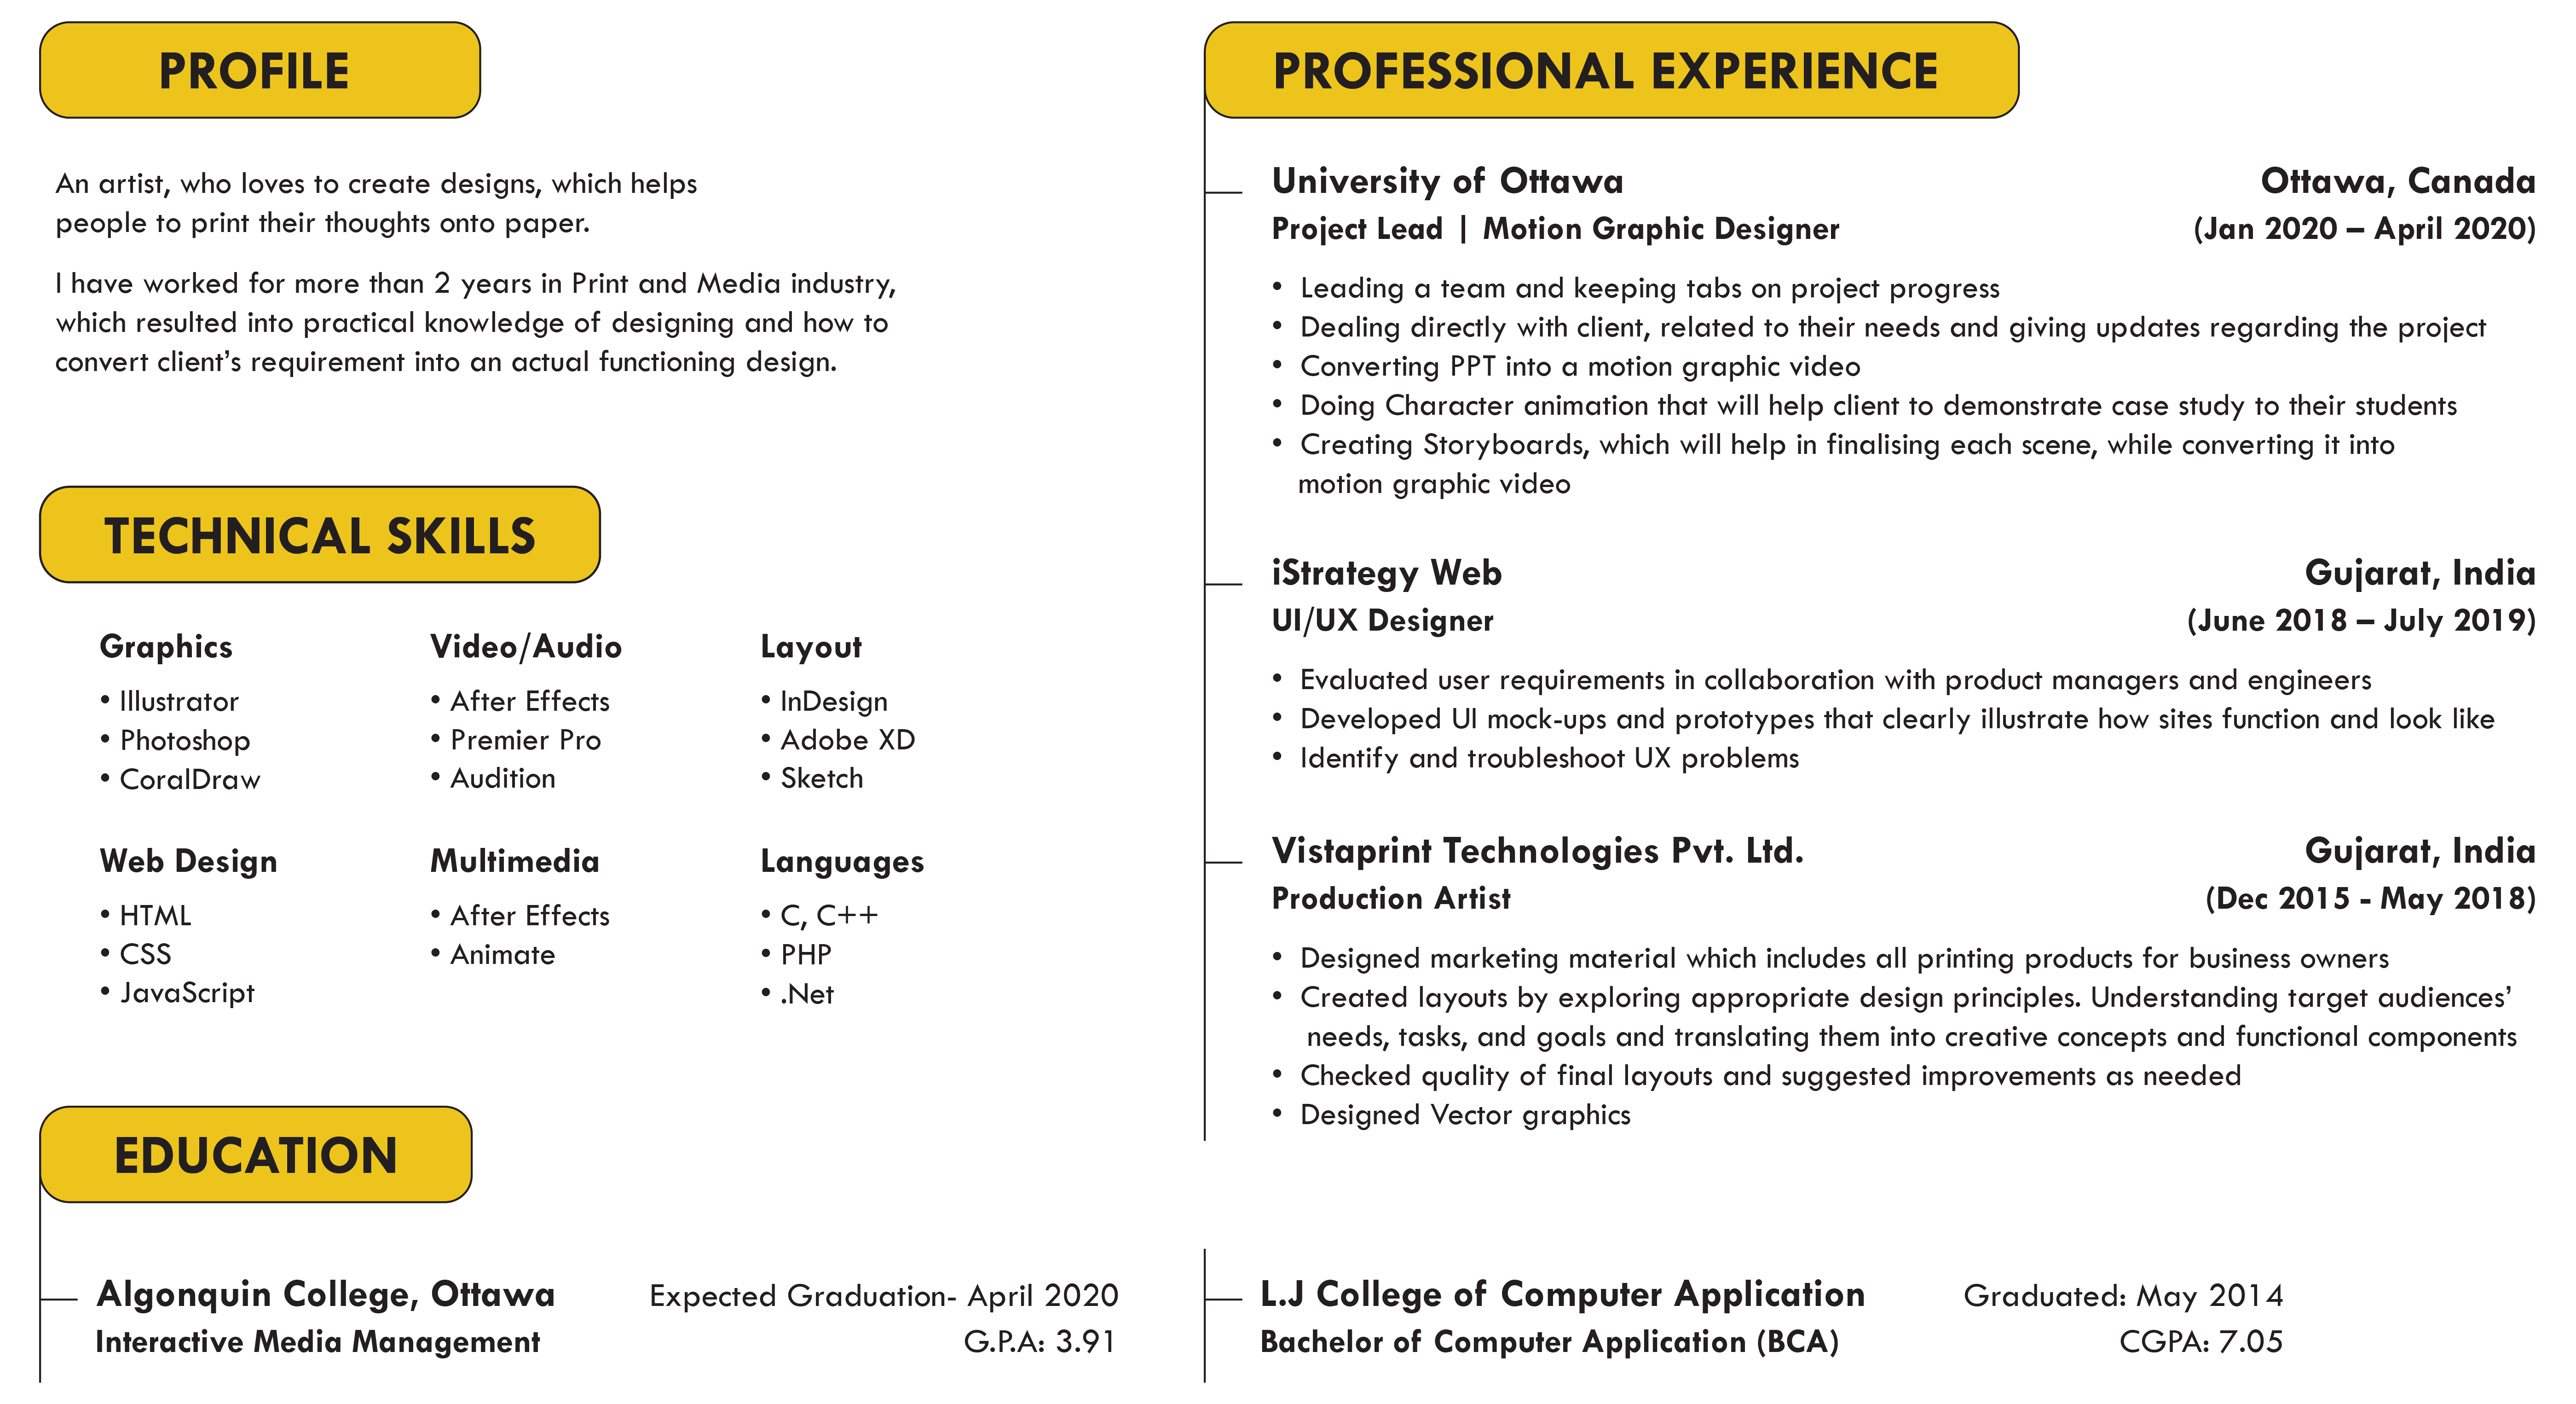 PROFILE
An artist, who loves to create designs, which helps
people to print their thoughts onto paper.
I have worked for more than 2 years in Print and Media industry,
which resulted into practical knowledge of designing and how to
convert client’s requirement into an actual functioning design.
TECHNICAL SKILLS
Graphics
• Illustrator
• Photoshop
• CoralDraw
Video/Audio
• After Effects
• Premier Pro
• Audition
Layout
• InDesign
• Adobe XD
• Sketch
Web Design
• HTML
• CSS
• JavaScript
Multimedia
• After Effects
• Animate
Languages
• C, C++
• PHP
• .Net
PROFESSIONAL EXPERIENCE
University of Ottawa Ottawa, Canada
Project Lead | Motion Graphic Designer (Jan 2020 – April 2020)
• Leading a team and keeping tabs on project progress
• Dealing directly with client, related to their needs and giving updates regarding the project
• Converting PPT into a motion graphic video
• Doing Character animation that will help client to demonstrate case study to their students
• Creating Storyboards, which will help in finalising each scene, while converting it into
motion graphic video
iStrategy Web Gujarat, India
UI/UX Designer (June 2018 – July 2019)
• Evaluated user requirements in collaboration with product managers and engineers
• Developed UI mock-ups and prototypes that clearly illustrate how sites function and look like
• Identify and troubleshoot UX problems
Vistaprint Technologies Pvt. Ltd. Gujarat, India
Production Artist (Dec 2015 - May 2018)
• Designed marketing material which includes all printing products for business owners
• Created layouts by exploring appropriate design principles. Understanding target audiences’
needs, tasks, and goals and translating them into creative concepts and functional components
• Checked quality of final layouts and suggested improvements as needed
• Designed Vector graphics
EDUCATION
Algonquin College, Ottawa Expected Graduation- April 2020
Interactive Media Management G.P.A: 3.91
L.J College of Computer Application Graduated: May 2014
Bachelor of Computer Application (BCA) CGPA: 7.05